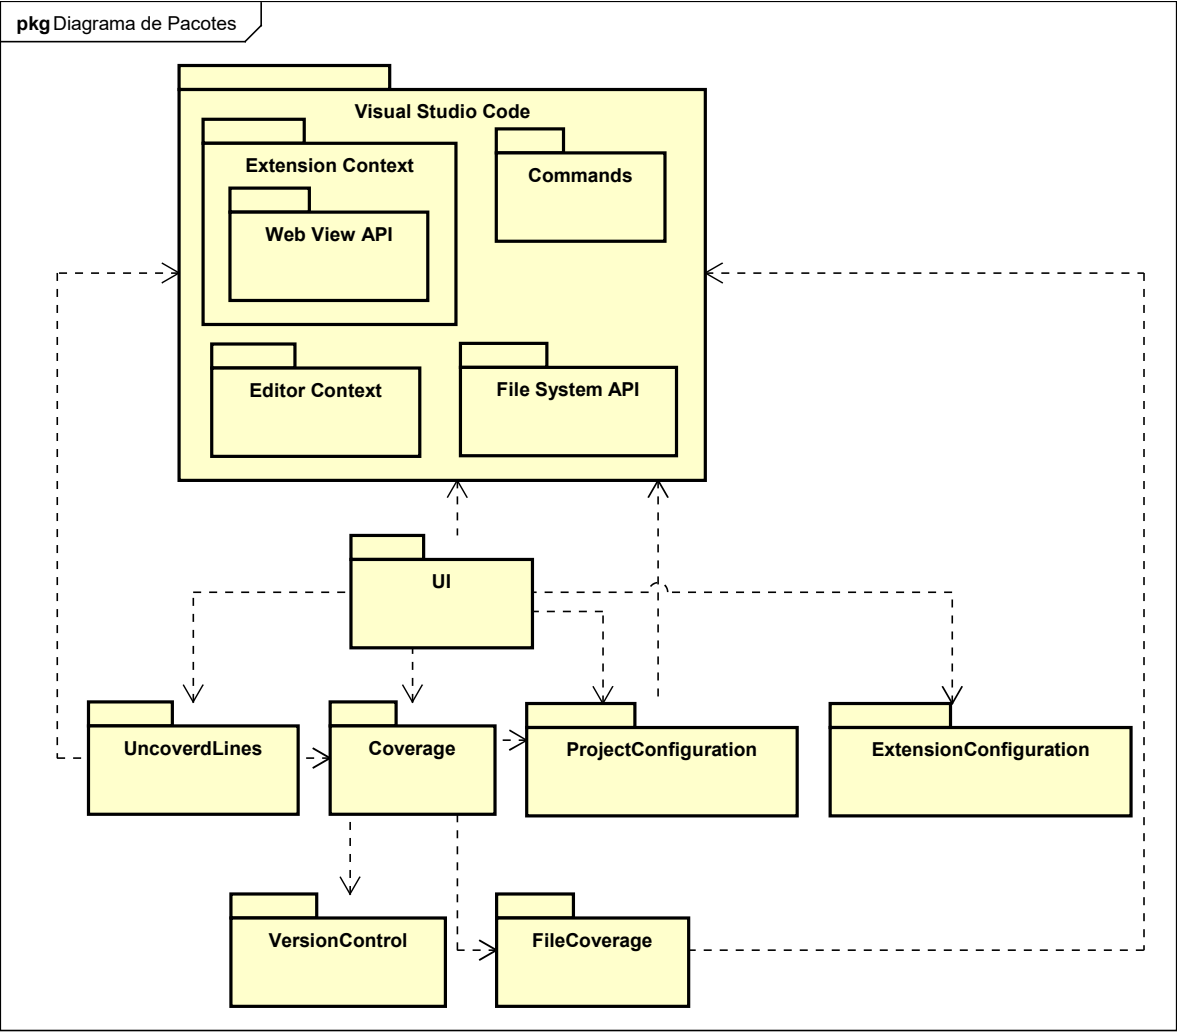 pkg Diagrama de Pacotes
Visual Studio Code
Extension Context
Commands
Web View API
Editor Context
File System API
UI
UncoverdLines
Coverage
ProjectConfiguration
ExtensionConfiguration
VersionControl
FileCoverage